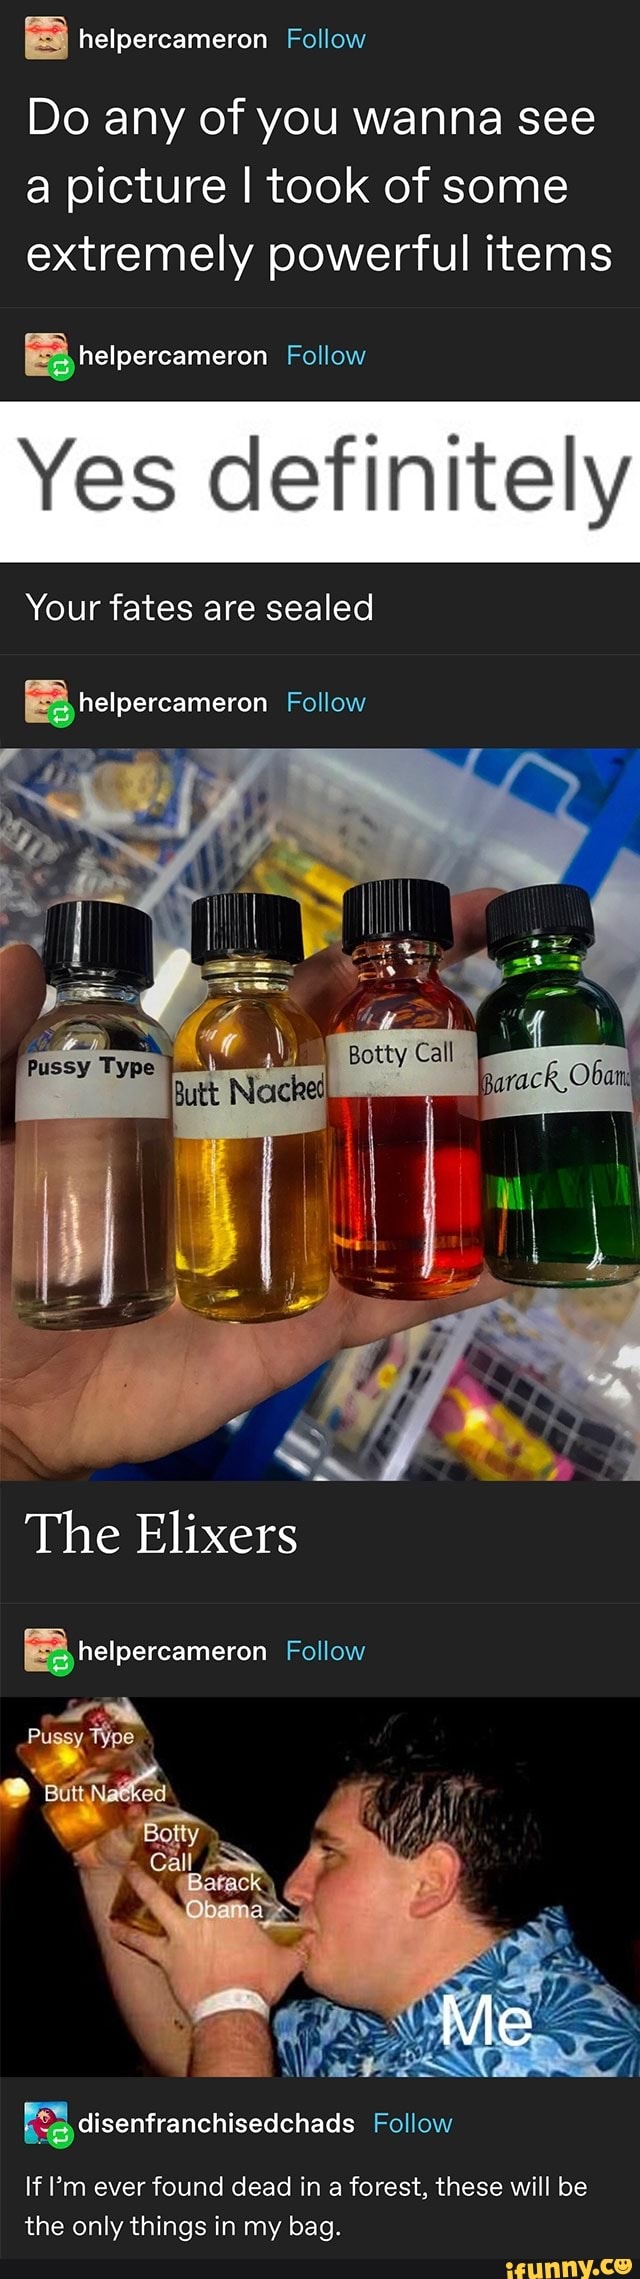 helpercameron Follow
Do any of you wanna see
a picture I took of some
extremely powerful items
helpercameron Follow
Yes definitely
Your fates are sealed
helpercameron Follow
Pussy Type
Butt Nacked
Botty Call
Barack Obama
The Elixers
helpercameron Follow
Pussy Type
Butt Nacked
Botty
Call
Barack
Obama
Me
disenfranchisedchads Follow
If I'm ever found dead in a forest, these will be
the only things in my bag.
ifunny.co